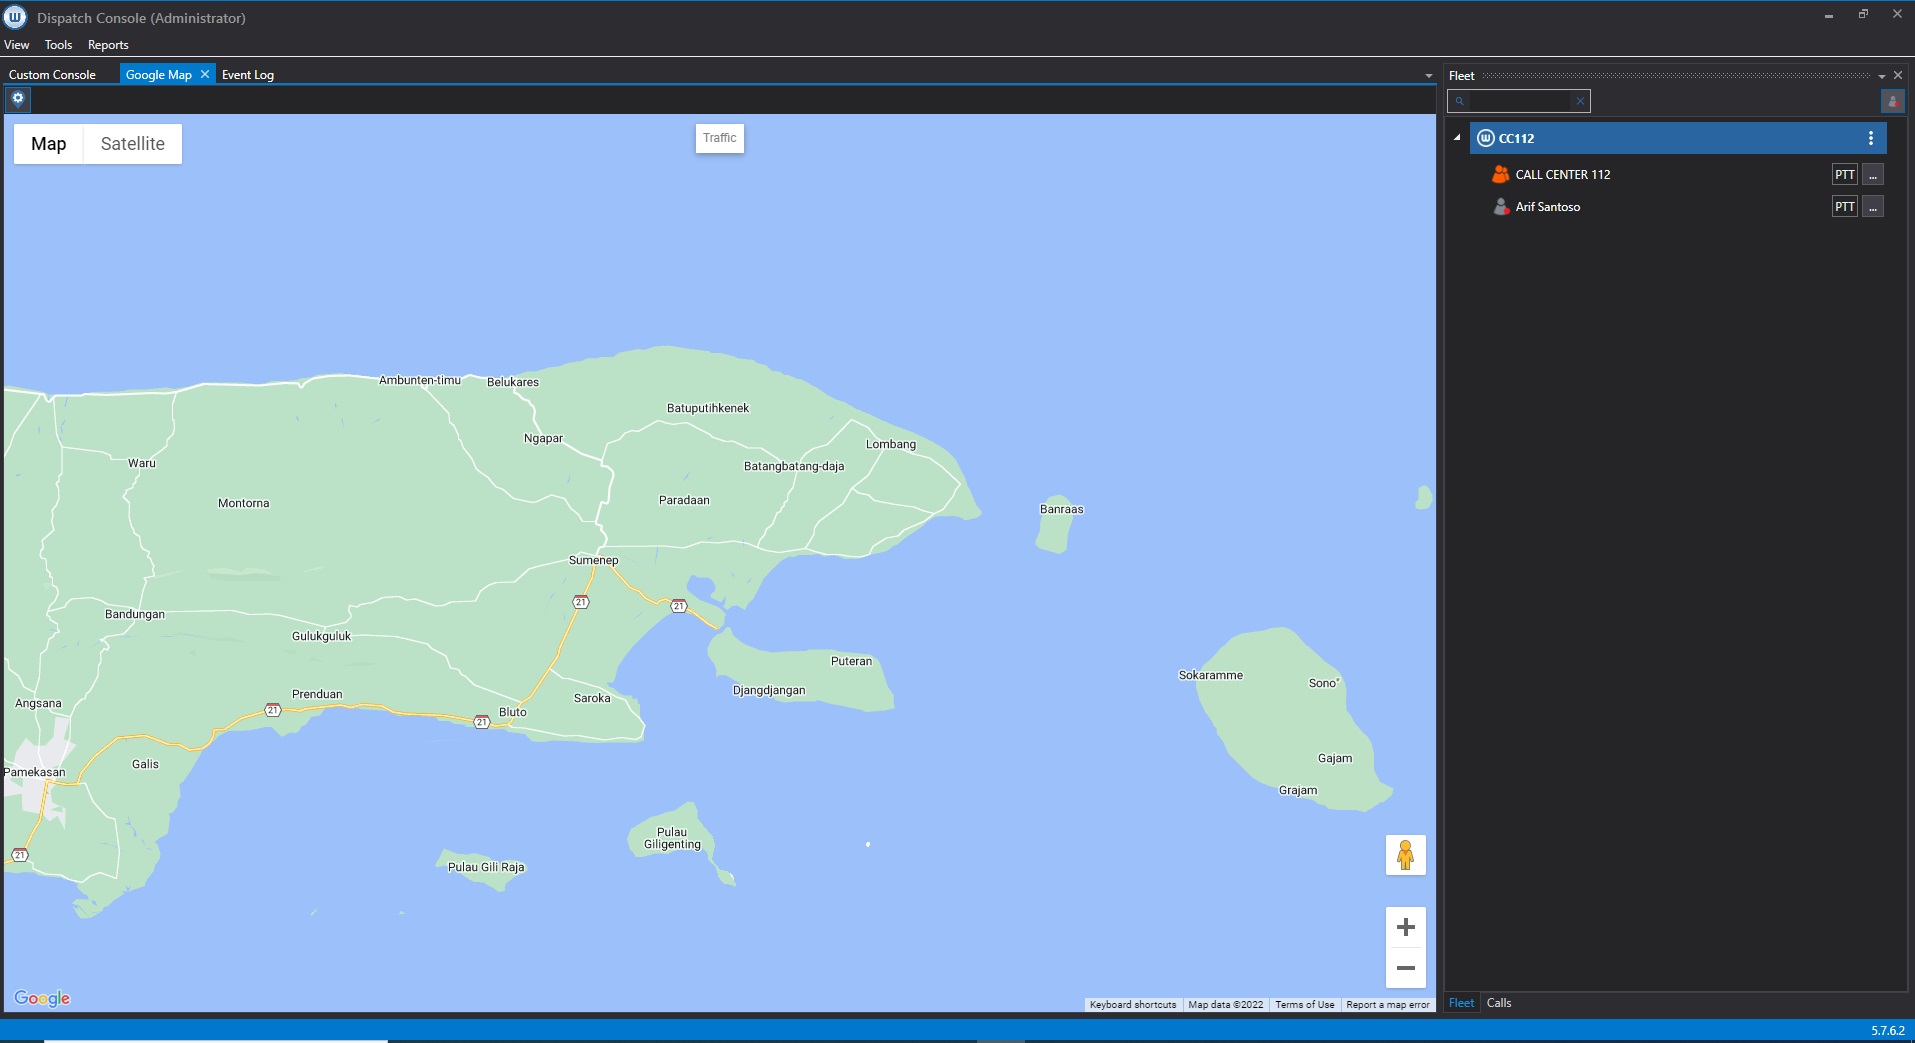 Dispatch Console (Administrator)
View Tools Reports
Custom Console Google Map Event Log
Fleet
Map Satellite
Traffic
CC112
CALL CENTER 112 PTT ...
Arif Santoso PTT ...
Ambunten-timu
Belukares
Batuputihkenek
Ngapar
Lombang
Waru
Batangbatang-daja
Montorna
Paradaan
Banraas
Sumenep
21
21
Bandungan
Gulukguluk
Puteran
Sokaramme
Sono"
Djangdjangan
Prenduan
Saroka
Angsana
21
Bluto
21
Galis
Gajam
Pamekasan
Grajam
Pulau
Giligenting
21
Pulau Gili Raja
Google
Keyboard shortcuts Map data ©2022 Terms of Use Report a map error
Fleet Calls
5.7.6.2